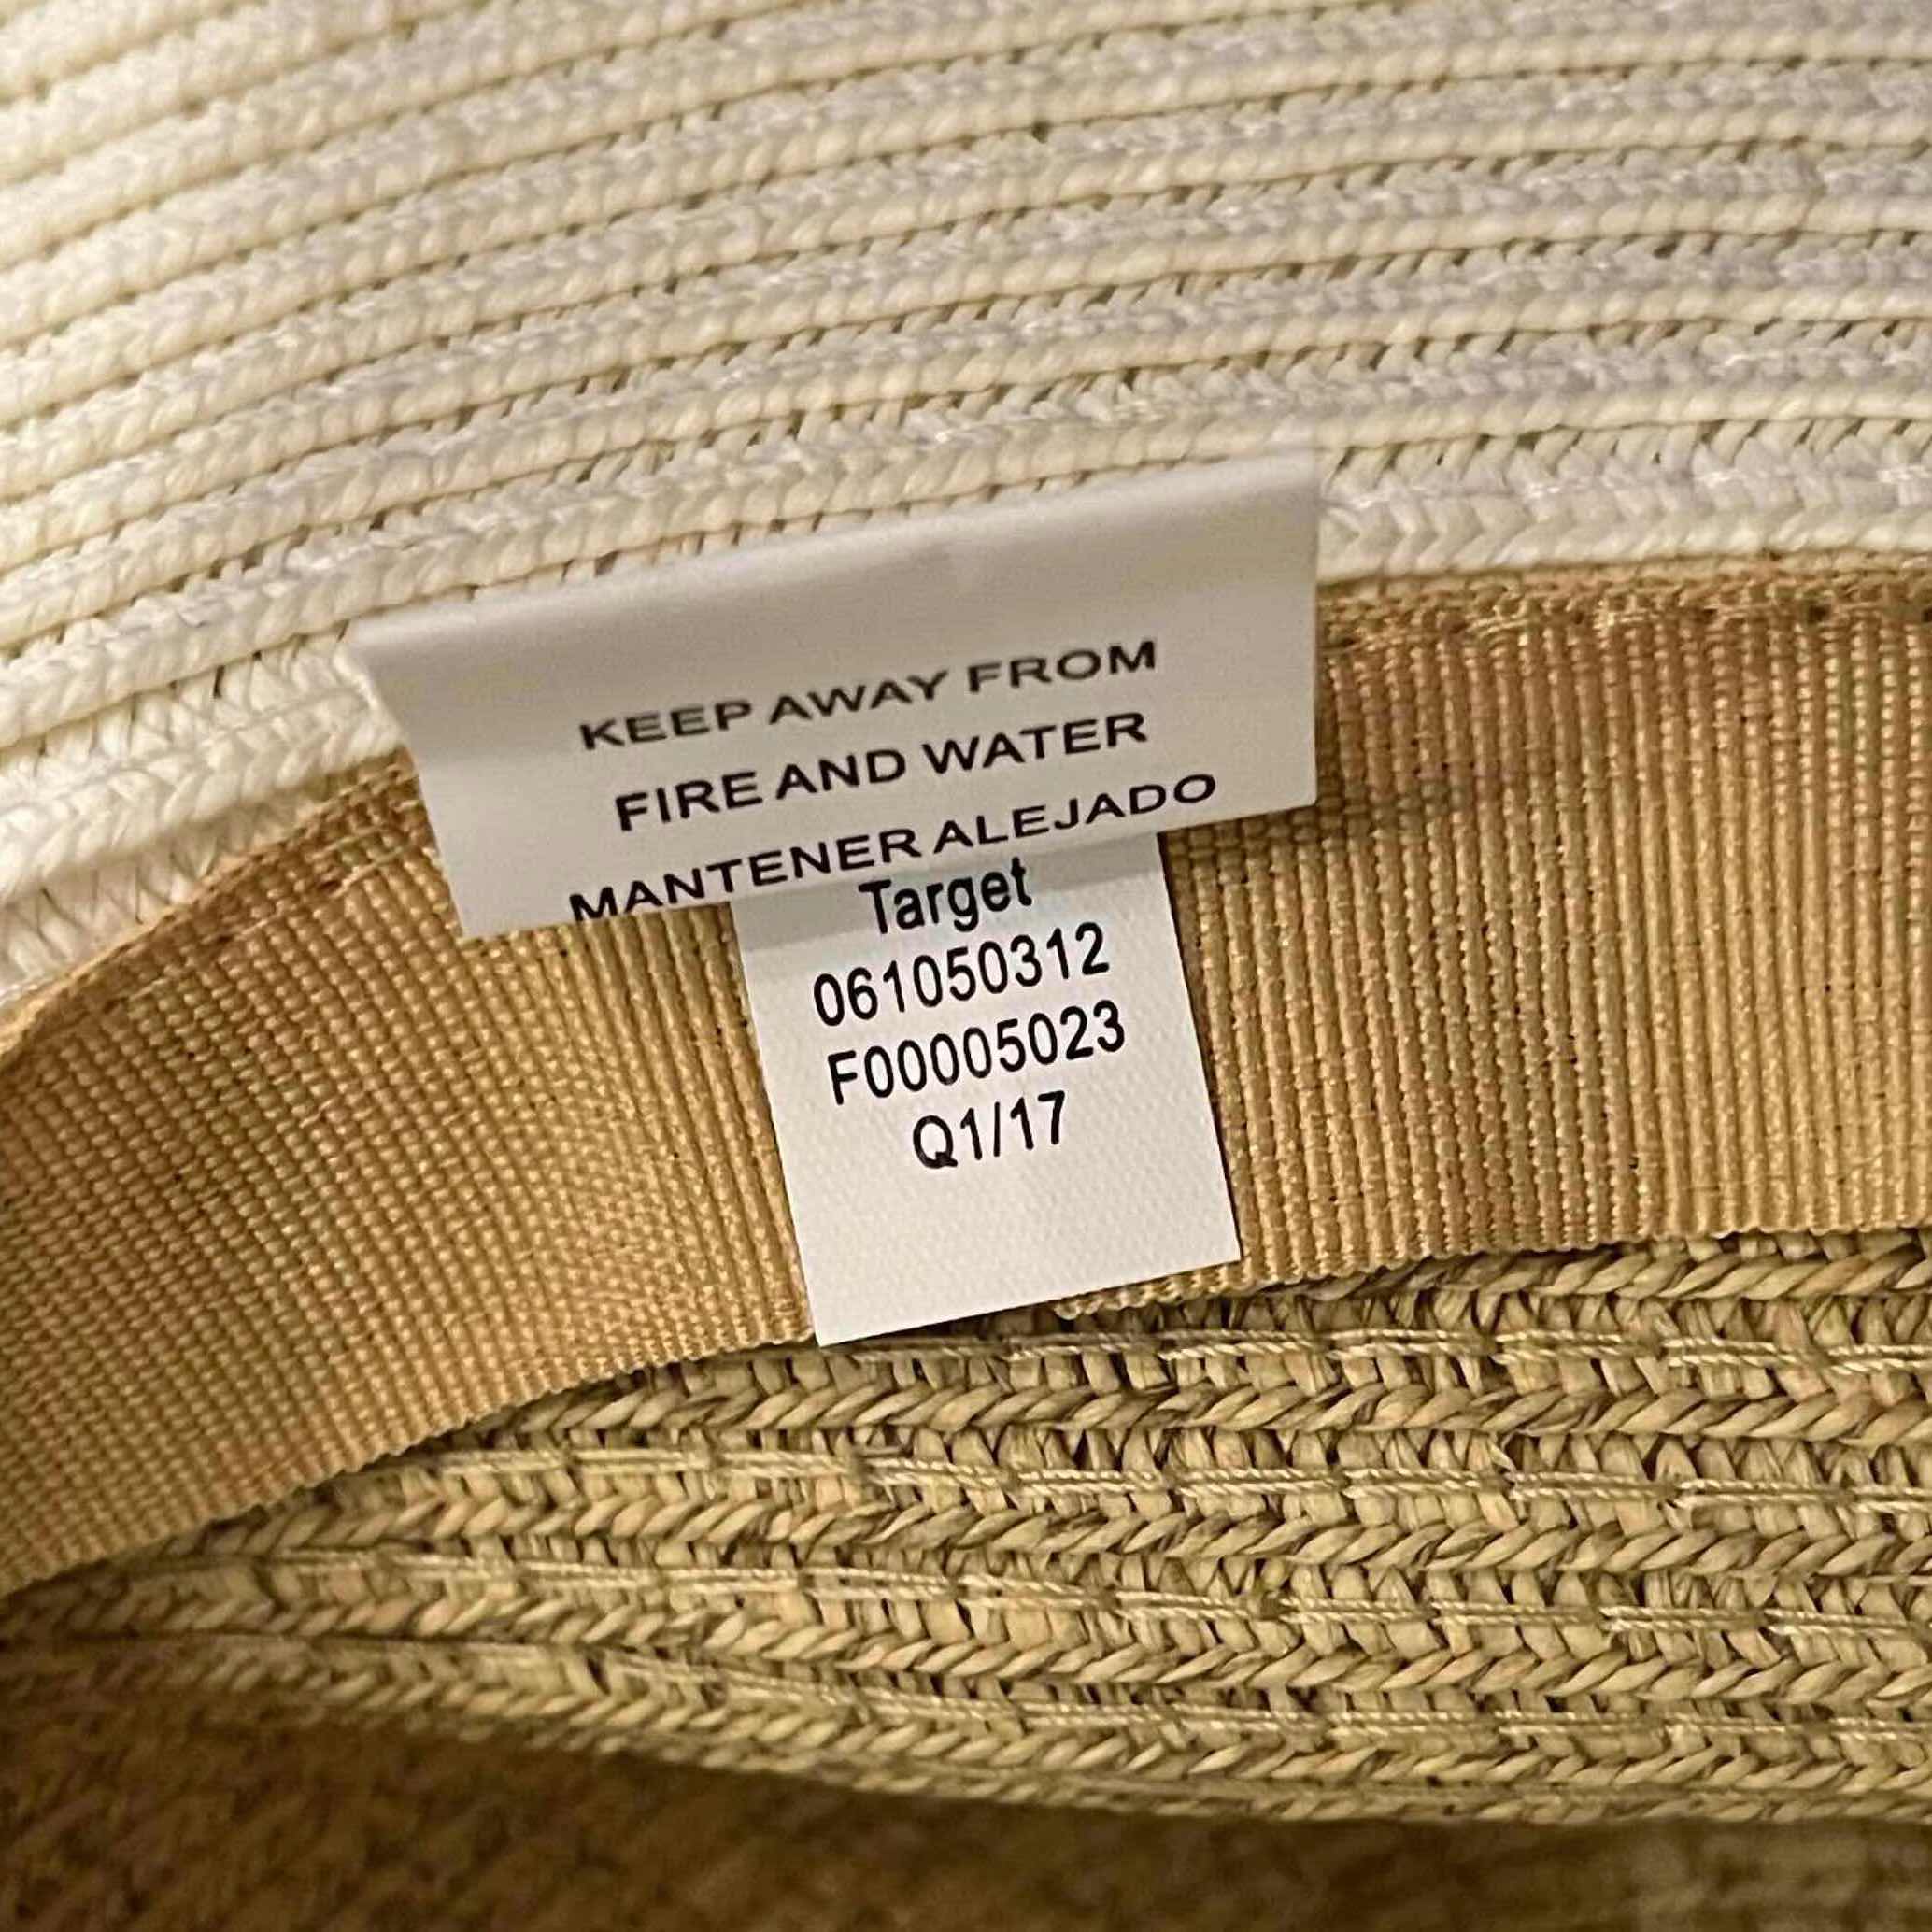 KEEP AWAY FROM
FIRE AND WATER
MANTENER ALEJADO
Target
061050312
F00005023
Q1/17